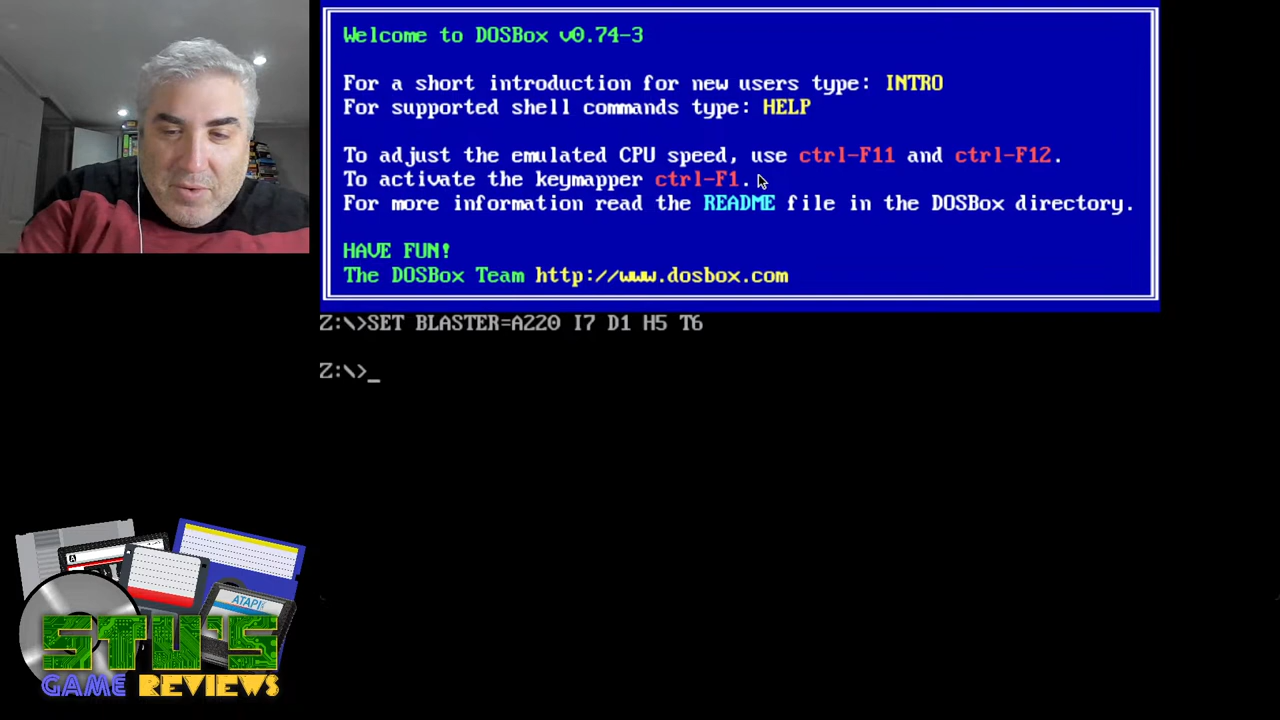 Welcome to DOSBox v0.74-3
For a short introduction for new users type: INTRO
For supported shell commands type: HELP
To adjust the emulated CPU speed, use ctrl-F11 and ctrl-F12.
To activate the keymapper ctrl-F1.
For more information read the README file in the DOSBox directory.
HAVE FUN!
The DOSBox Team http://www.dosbox.com
Z:\>SET BLASTER=A220 I7 D1 H5 T6
Z:\>_
A
STU'S
GAME REVIEWS